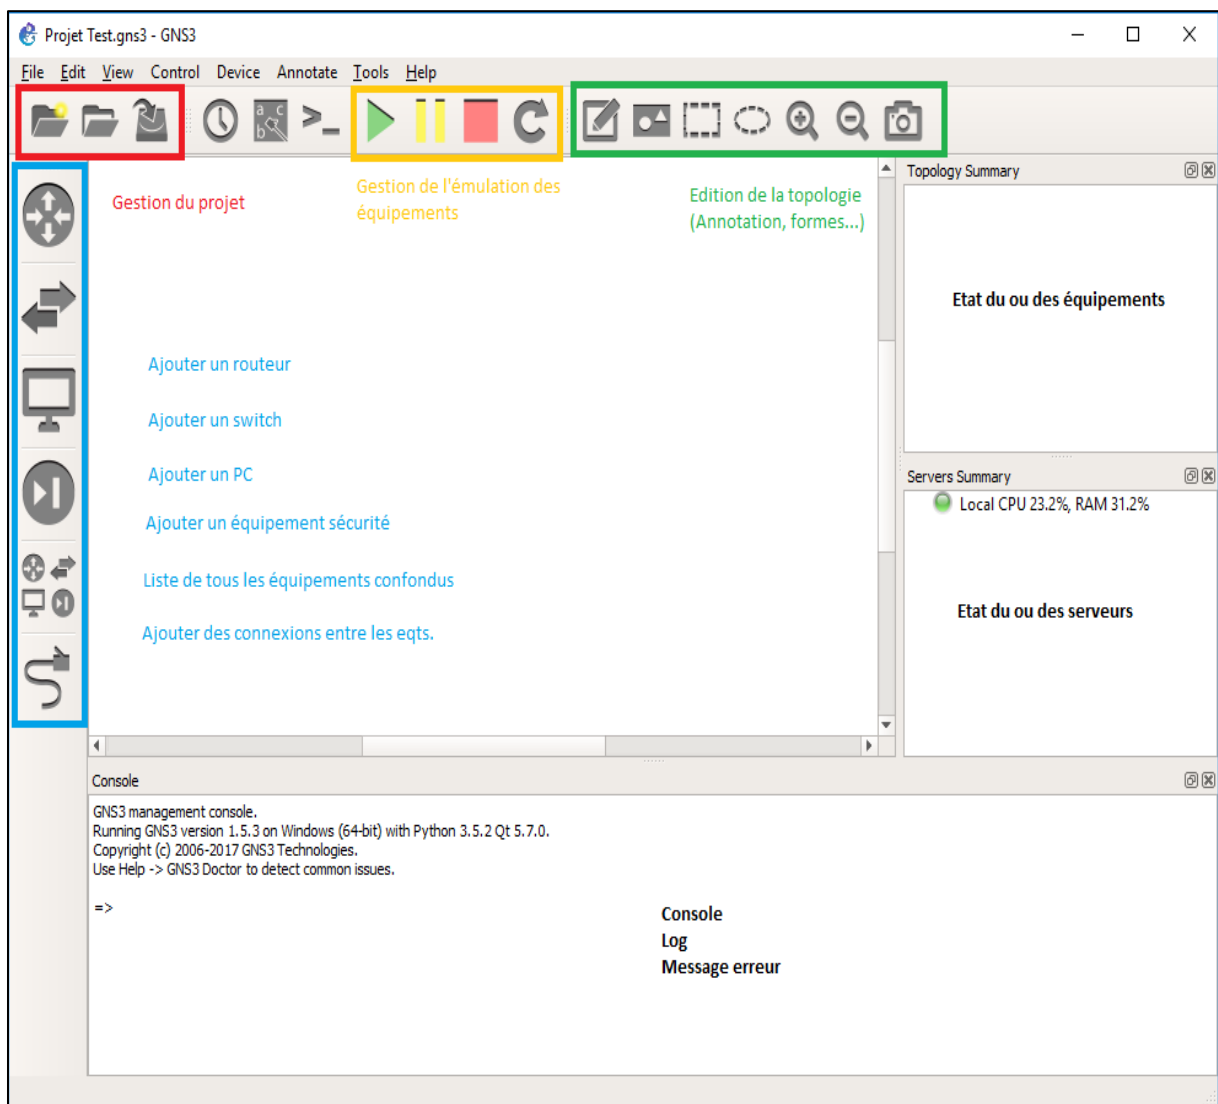 Projet Test.gns3 - GNS3
File Edit View Control Device Annotate Tools Help
a c
b
>_
Gestion du projet
Gestion de l'émulation des
équipements
Edition de la topologie
(Annotation, formes...)
Ajouter un routeur
Ajouter un switch
Ajouter un PC
Ajouter un équipement sécurité
Liste de tous les équipements confondus
Ajouter des connexions entre les eqts.
Topology Summary
Etat du ou des équipements
Servers Summary
Local CPU 23.2%, RAM 31.2%
Etat du ou des serveurs
Console
GNS3 management console.
Running GNS3 version 1.5.3 on Windows (64-bit) with Python 3.5.2 Qt 5.7.0.
Copyright (c) 2006-2017 GNS3 Technologies.
Use Help -> GNS3 Doctor to detect common issues.
=>
Console
Log
Message erreur